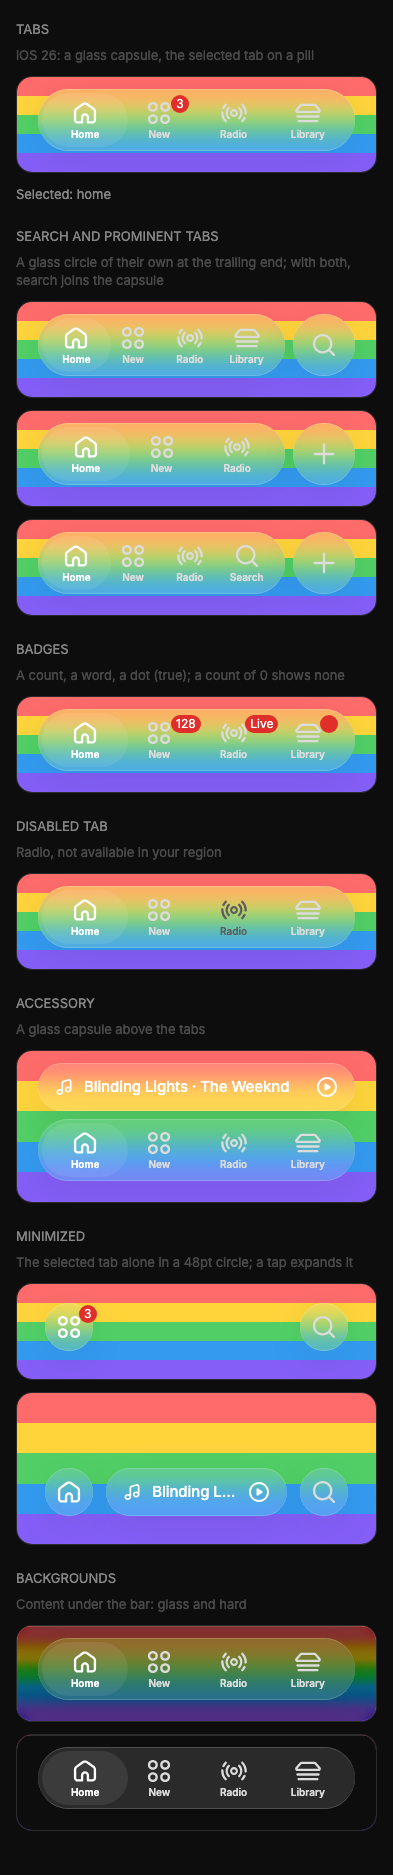 TABS
iOS 26: a glass capsule, the selected tab on a pill
3
Home New Radio Library
Selected: home
SEARCH AND PROMINENT TABS
A glass circle of their own at the trailing end; with both,
search joins the capsule
Home New Radio Library
Home New Radio
Home New Radio Search
BADGES
A count, a word, a dot (true); a count of 0 shows none
128 Live
Home New Radio Library
DISABLED TAB
Radio, not available in your region
Home New Radio Library
ACCESSORY
A glass capsule above the tabs
Blinding Lights · The Weeknd
Home New Radio Library
MINIMIZED
The selected tab alone in a 48pt circle; a tap expands it
3
Blinding L...
BACKGROUNDS
Content under the bar: glass and hard
Home New Radio Library
Home New Radio Library